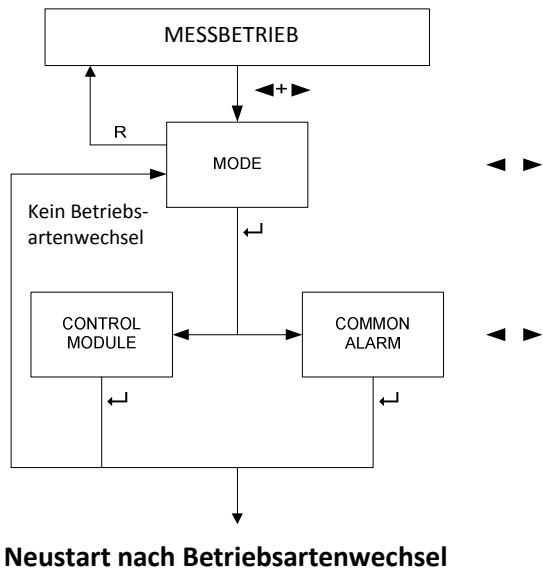 MESSBETRIEB
◄+►
R
MODE
◄ ►
Kein Betriebs-
artenwechsel
↵
CONTROL
MODULE
COMMON
ALARM
◄ ►
↵
↵
Neustart nach Betriebsartenwechsel